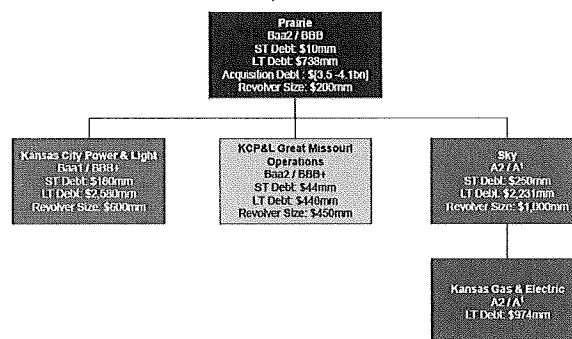 Prairie
Baa2 / BBB
ST Debt: $10mm
LT Debt: $738mm
Acquisition Debt : $[3.5 -4.1bn]
Revolver Size: $200mm
Kansas City Power & Light
Baa1 / BBB+
ST Debt: $160mm
LT Debt: $2,580mm
Revolver Size: $600mm
KCP&L Great Missouri
Operations
Baa2 / BBB+
ST Debt: $44mm
LT Debt: $448mm
Revolver Size: $450mm
Sky
A2 / A¹
ST Debt: $250mm
LT Debt: $2,231mm
Revolver Size: $1,000mm
Kansas Gas & Electric
A2 / A¹
LT Debt: $974mm